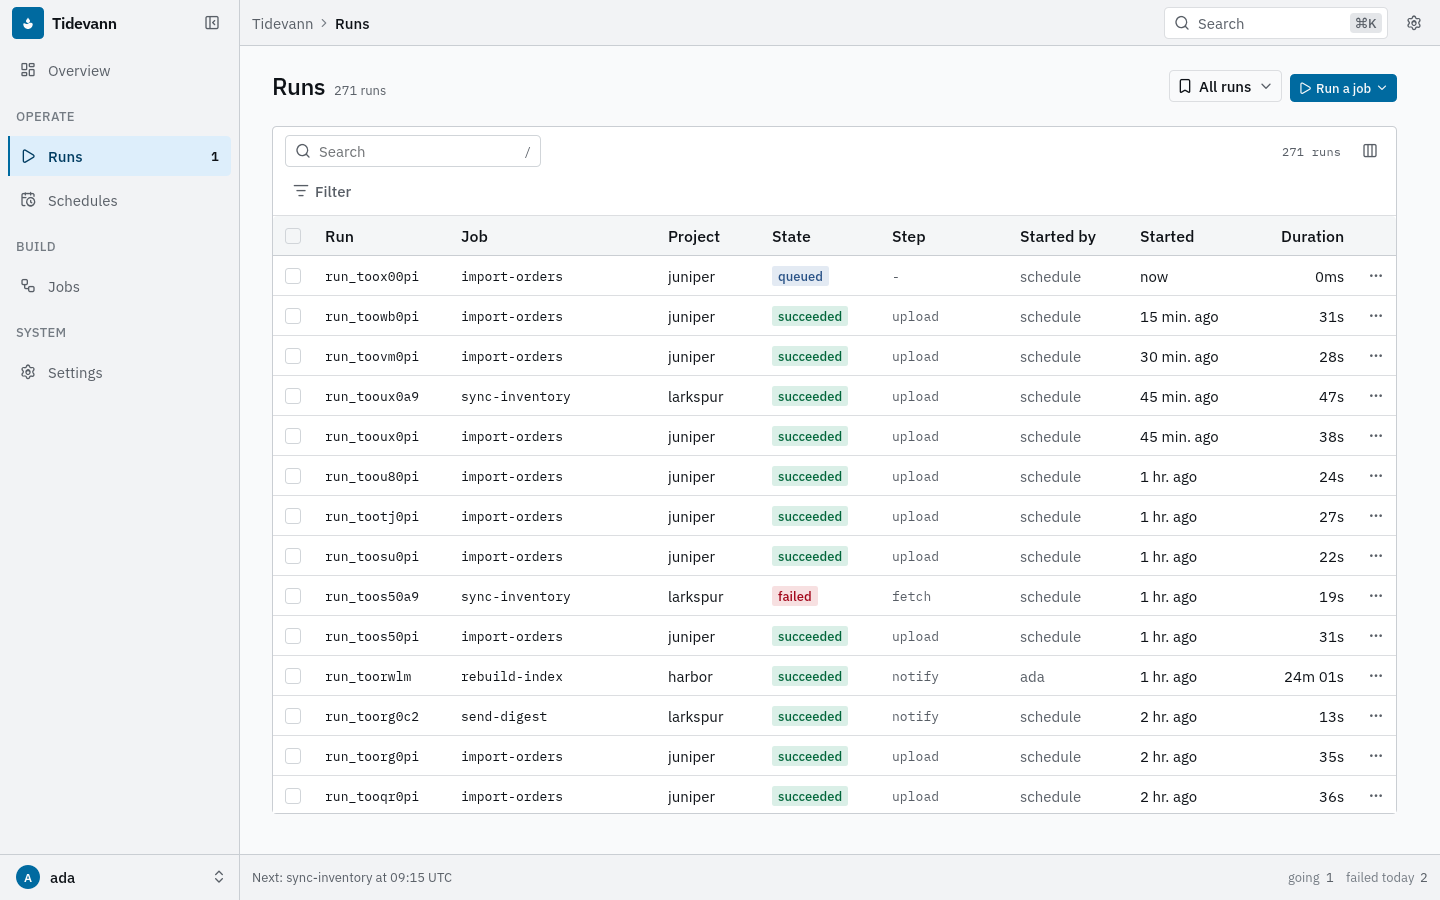 Tidevann
Tidevann > Runs
Search ⌘K
Overview
OPERATE
Runs 1
Schedules
BUILD
Jobs
SYSTEM
Settings
Runs 271 runs
All runs
Run a job
Search /
271 runs
Filter
Run Job Project State Step Started by Started Duration
run_toox00pi import-orders juniper queued - schedule now 0ms
run_toowb0pi import-orders juniper succeeded upload schedule 15 min. ago 31s
run_toovm0pi import-orders juniper succeeded upload schedule 30 min. ago 28s
run_tooux0a9 sync-inventory larkspur succeeded upload schedule 45 min. ago 47s
run_tooux0pi import-orders juniper succeeded upload schedule 45 min. ago 38s
run_toou80pi import-orders juniper succeeded upload schedule 1 hr. ago 24s
run_tootj0pi import-orders juniper succeeded upload schedule 1 hr. ago 27s
run_toosu0pi import-orders juniper succeeded upload schedule 1 hr. ago 22s
run_toos50a9 sync-inventory larkspur failed fetch schedule 1 hr. ago 19s
run_toos50pi import-orders juniper succeeded upload schedule 1 hr. ago 31s
run_toorwlm rebuild-index harbor succeeded notify ada 1 hr. ago 24m 01s
run_toorg0c2 send-digest larkspur succeeded notify schedule 2 hr. ago 13s
run_toorg0pi import-orders juniper succeeded upload schedule 2 hr. ago 35s
run_tooqr0pi import-orders juniper succeeded upload schedule 2 hr. ago 36s
A ada
Next: sync-inventory at 09:15 UTC
going 1 failed today 2